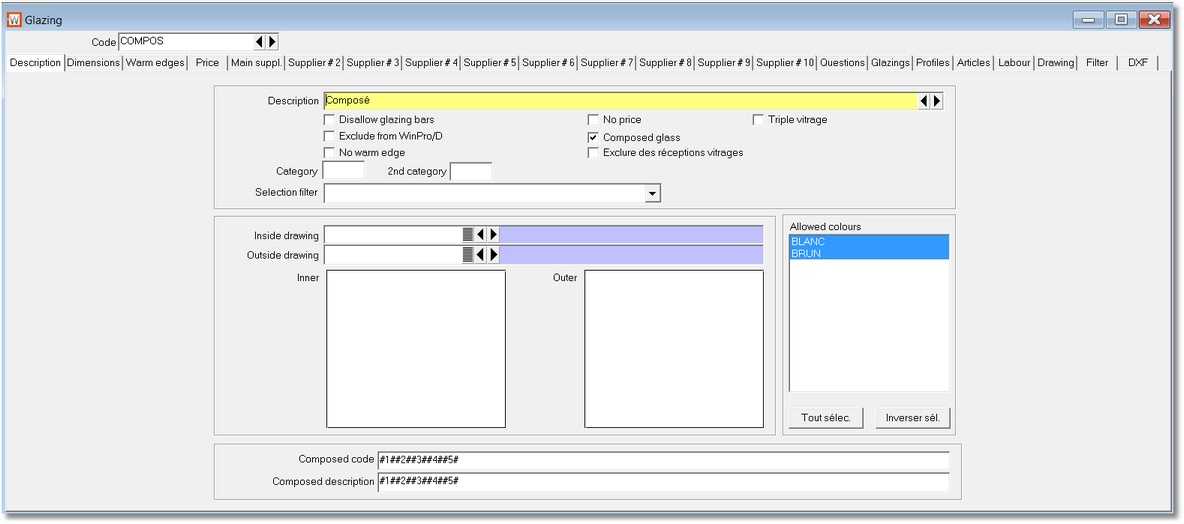 Glazing
Code COMPOS
Description Dimensions Warm edges Price Main suppl. Supplier # 2 Supplier # 3 Supplier # 4 Supplier # 5 Supplier # 6 Supplier # 7 Supplier # 8 Supplier # 9 Supplier # 10 Questions Glazings Profiles Articles Labour Drawing Filter DXF
Description Composé
Disallow glazing bars No price Triple vitrage
Exclude from WinPro/D Composed glass
No warm edge Exclure des réceptions vitrages
Category 2nd category
Selection filter
Inside drawing
Outside drawing
Inner Outer
Allowed colours
BLANC
BRUN
Tout sélec. Inverser sél.
Composed code #1##2##3##4##5#
Composed description #1##2##3##4##5#